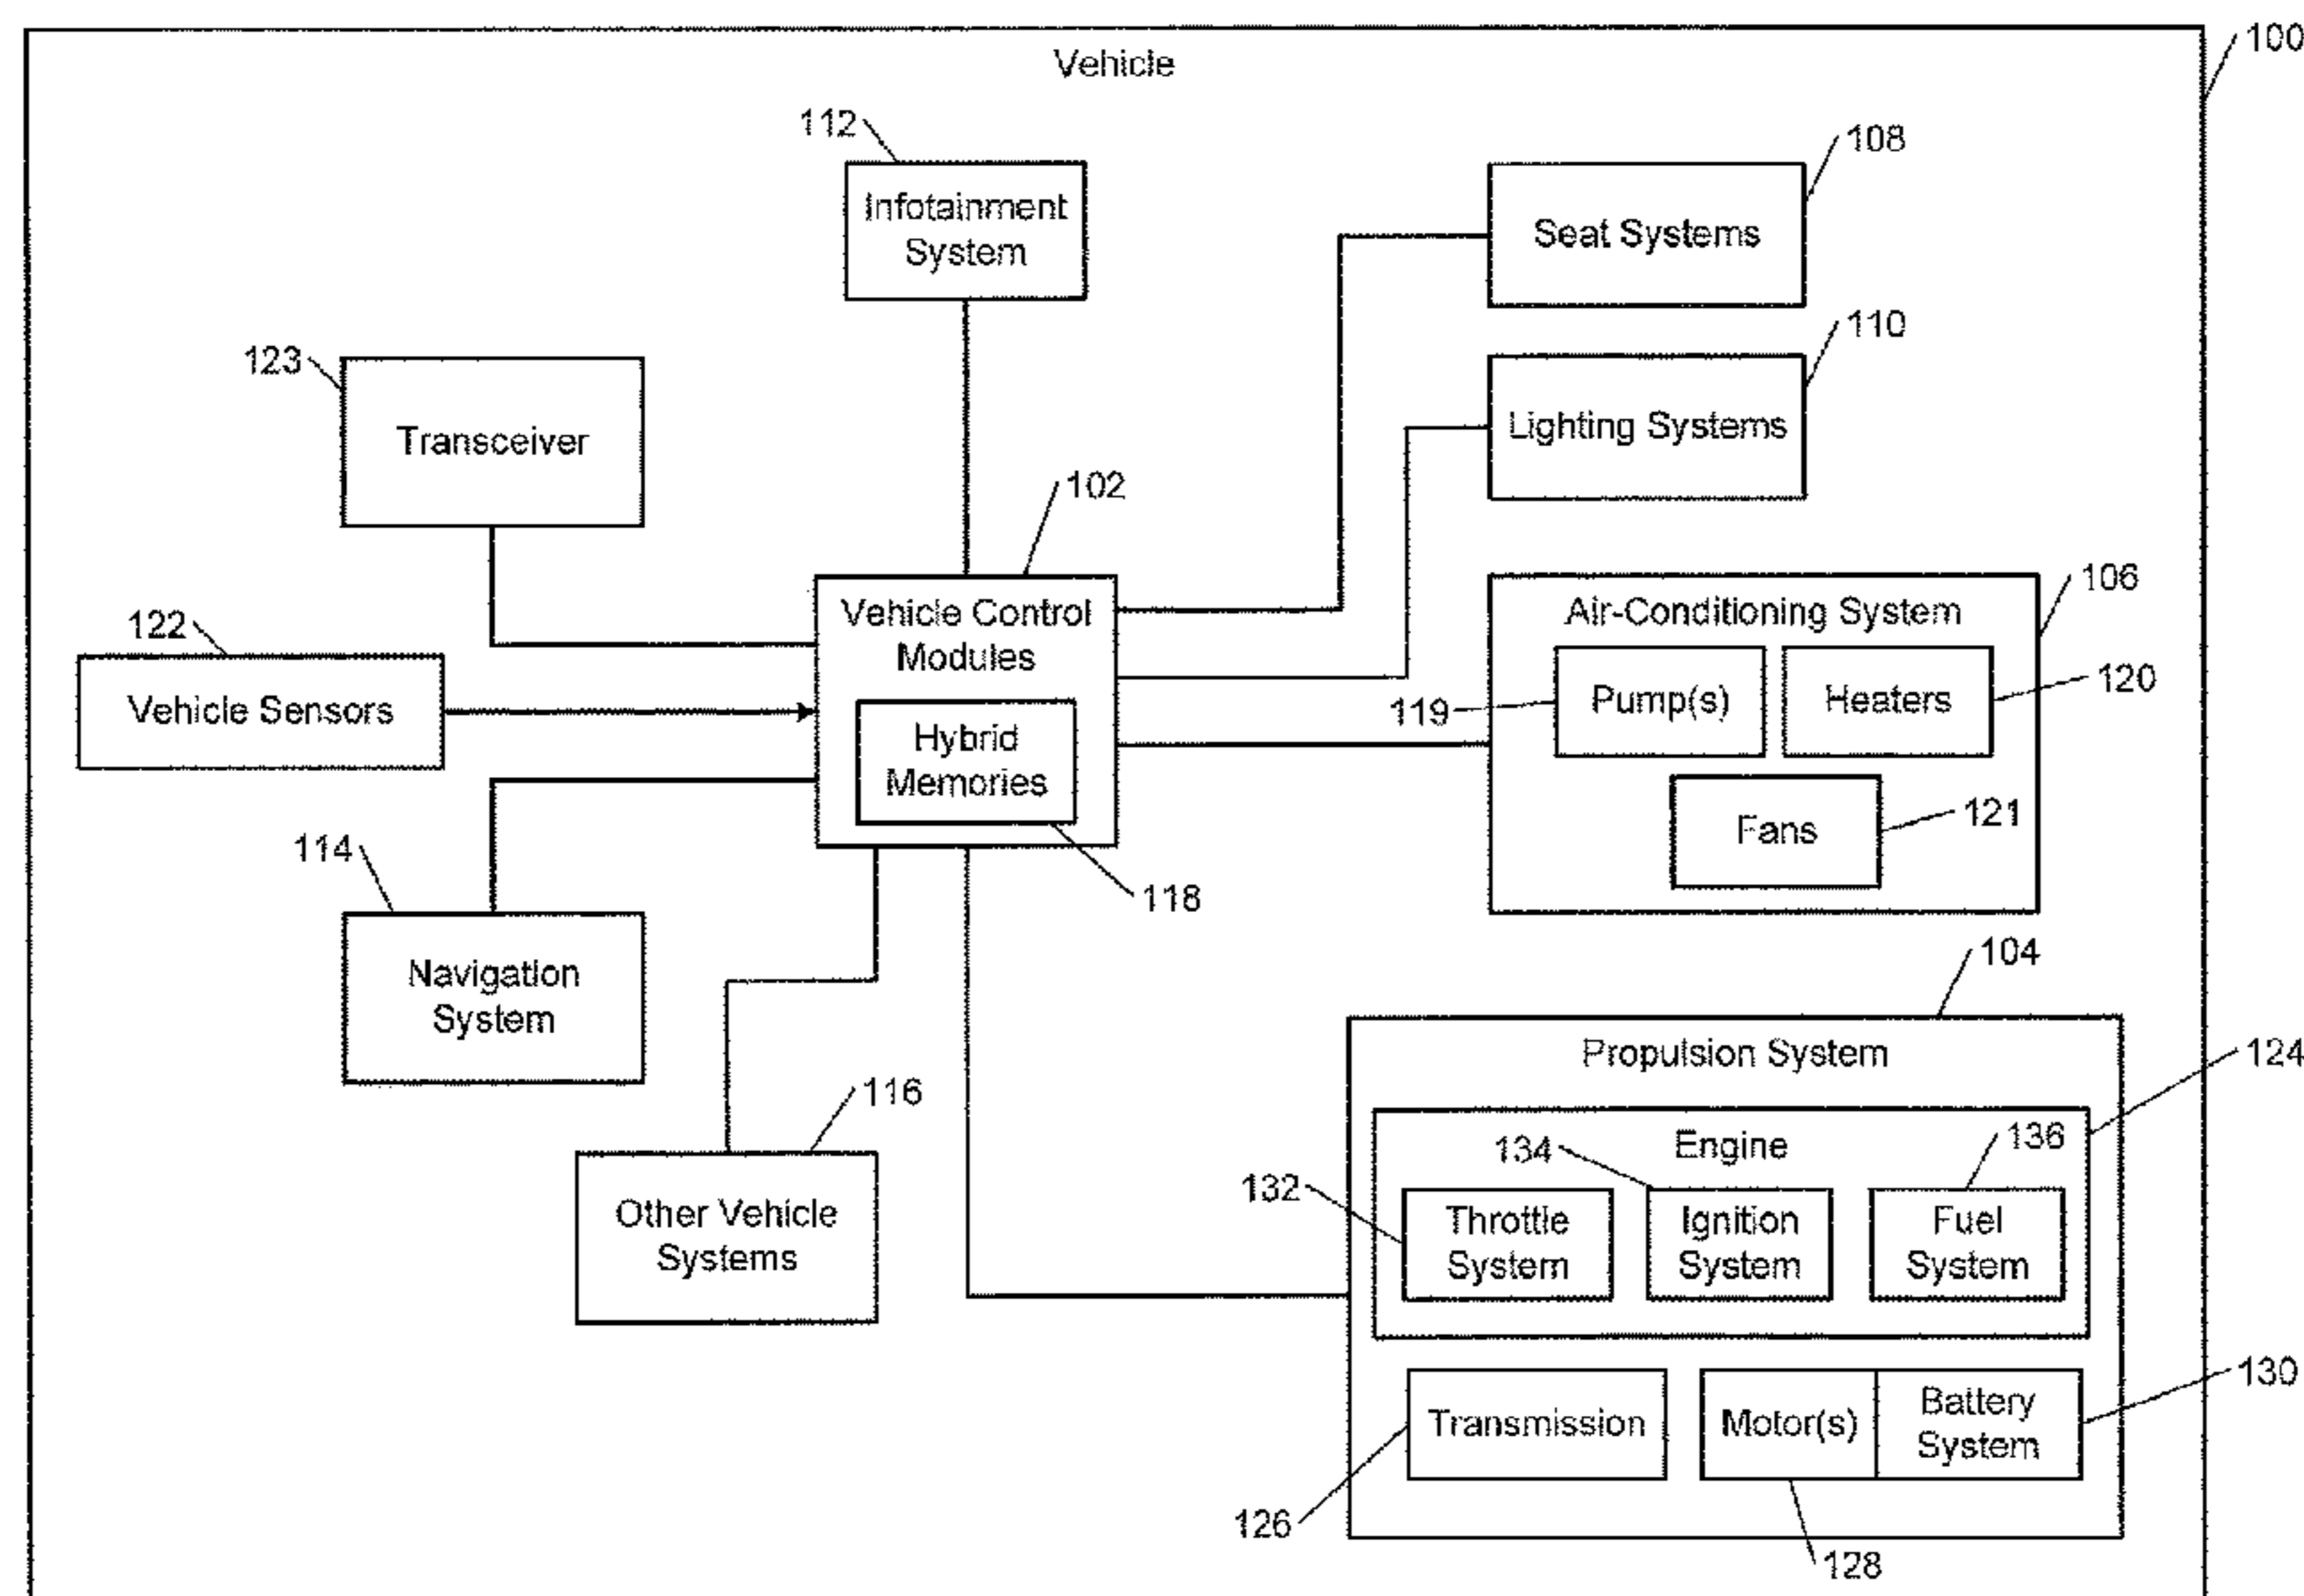 100
Vehicle
112
Infotainment
System
108
Seat Systems
110
Lighting Systems
123
Transceiver
102
Vehicle Control
Modules
Hybrid
Memories
118
122
Vehicle Sensors
106
Air-Conditioning System
119
Pump(s)
Heaters
120
Fans
121
114
Navigation
System
116
Other Vehicle
Systems
104
Propulsion System
124
Engine
132
Throttle
System
134
Ignition
System
136
Fuel
System
126
Transmission
Motor(s)
128
Battery
System
130